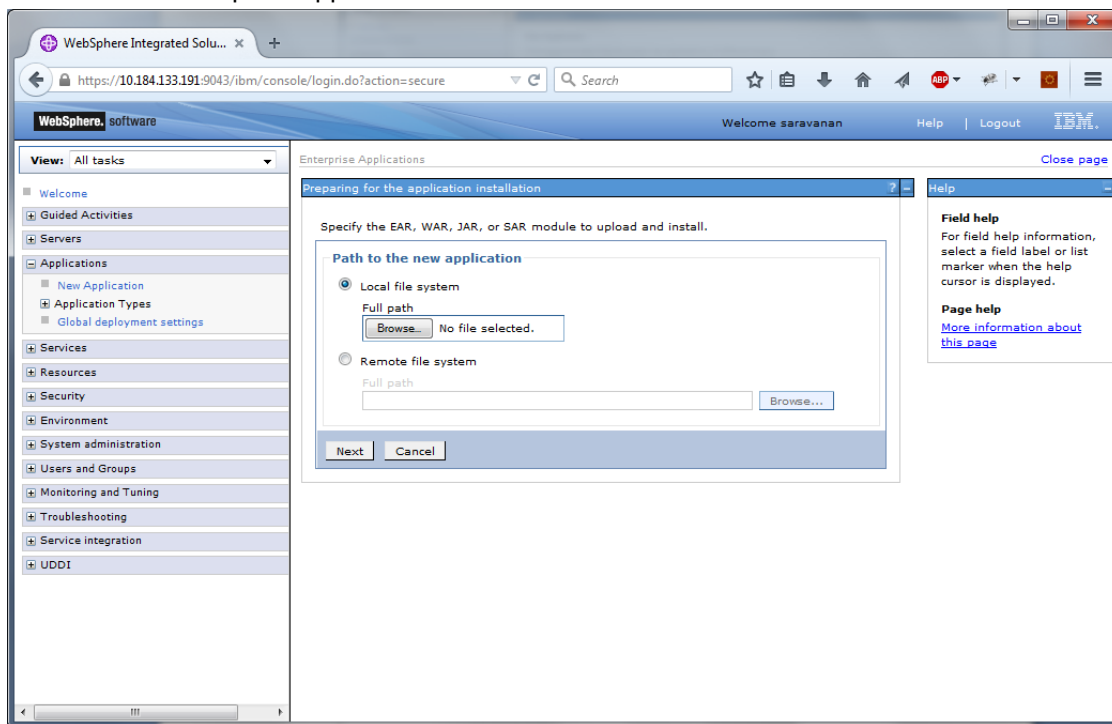 WebSphere Integrated Solu... × +
https://10.184.133.191:9043/ibm/console/login.do?action=secure
Search
ABP
WebSphere. software
Welcome saravanan
Help | Logout
IBM.
View: All tasks
Welcome
Guided Activities
Servers
Applications
New Application
Application Types
Global deployment settings
Services
Resources
Security
Environment
System administration
Users and Groups
Monitoring and Tuning
Troubleshooting
Service integration
UDDI
Enterprise Applications
Close page
Preparing for the application installation
? -
Specify the EAR, WAR, JAR, or SAR module to upload and install.
Path to the new application
Local file system
Full path
Browse... No file selected.
Remote file system
Full path
Browse...
Next Cancel
Help
Field help
For field help information,
select a field label or list
marker when the help
cursor is displayed.
Page help
More information about
this page